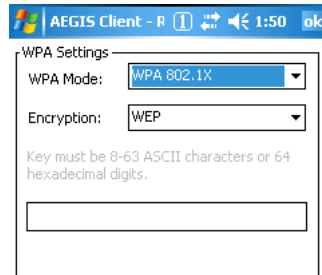 AEGIS Client - R 1 1:50 ok
WPA Settings
WPA Mode: WPA 802.1X
Encryption: WEP
Key must be 8-63 ASCII characters or 64
hexadecimal digits.